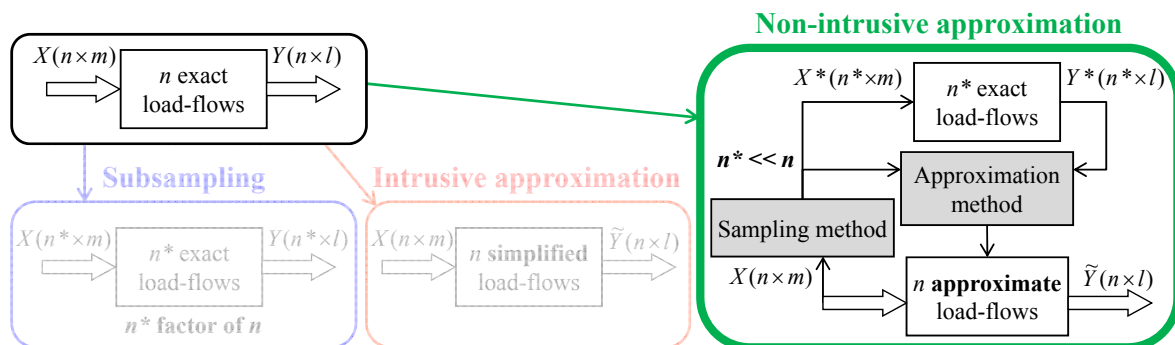 Non-intrusive approximation
X(n×m)
n exact
load-flows
Y(n×l)
Subsampling
X(n*×m)
n* exact
load-flows
Y(n*×l)
n* factor of n
Intrusive approximation
X(n×m)
n simplified
load-flows
Ỹ(n×l)
X*(n*×m)
n* exact
load-flows
Y*(n*×l)
n* << n
Approximation
method
Sampling method
X(n×m)
n approximate
load-flows
Ỹ(n×l)